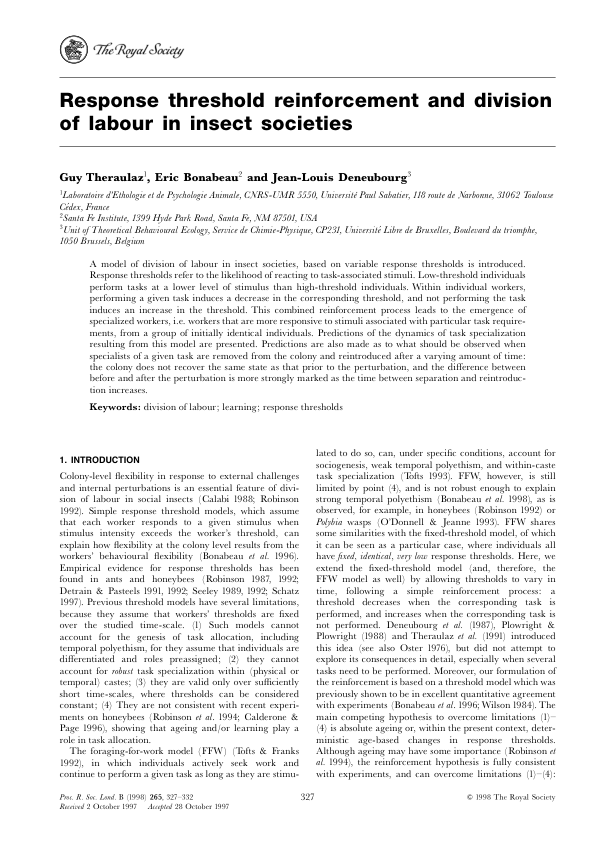 The Royal Society
Response threshold reinforcement and division
of labour in insect societies
Guy Theraulaz1, Eric Bonabeau2 and Jean-Louis Deneubourg3
1Laboratoire d'Ethologie et de Psychologie Animale, CNRS-UMR 5550, Université Paul Sabatier, 118 route de Narbonne, 31062 Toulouse
Cédex, France
2Santa Fe Institute, 1399 Hyde Park Road, Santa Fe, NM 87501, USA
3Unit of Theoretical Behavioural Ecology, Service de Chimie-Physique, CP231, Université Libre de Bruxelles, Boulevard du triomphe,
1050 Brussels, Belgium
A model of division of labour in insect societies, based on variable response thresholds is introduced.
Response thresholds refer to the likelihood of reacting to task-associated stimuli. Low-threshold individuals
perform tasks at a lower level of stimulus than high-threshold individuals. Within individual workers,
performing a given task induces a decrease in the corresponding threshold, and not performing the task
induces an increase in the threshold. This combined reinforcement process leads to the emergence of
specialized workers, i.e. workers that are more responsive to stimuli associated with particular task require-
ments, from a group of initially identical individuals. Predictions of the dynamics of task specialization
resulting from this model are presented. Predictions are also made as to what should be observed when
specialists of a given task are removed from the colony and reintroduced after a varying amount of time:
the colony does not recover the same state as that prior to the perturbation, and the difference between
before and after the perturbation is more strongly marked as the time between separation and reintroduc-
tion increases.
Keywords: division of labour; learning; response thresholds
1. INTRODUCTION
Colony-level flexibility in response to external challenges
and internal perturbations is an essential feature of divi-
sion of labour in social insects (Calabi 1988; Robinson
1992). Simple response threshold models, which assume
that each worker responds to a given stimulus when
stimulus intensity exceeds the worker's threshold, can
explain how flexibility at the colony level results from the
workers' behavioural flexibility (Bonabeau et al. 1996).
Empirical evidence for response thresholds has been
found in ants and honeybees (Robinson 1987, 1992;
Detrain & Pasteels 1991, 1992; Seeley 1989, 1992; Schatz
1997). Previous threshold models have several limitations,
because they assume that workers' thresholds are fixed
over the studied time-scale. (1) Such models cannot
account for the genesis of task allocation, including
temporal polyethism, for they assume that individuals are
differentiated and roles preassigned; (2) they cannot
account for robust task specialization within (physical or
temporal) castes; (3) they are valid only over sufficiently
short time-scales, where thresholds can be considered
constant; (4) They are not consistent with recent experi-
ments on honeybees (Robinson et al. 1994; Calderone &
Page 1996), showing that ageing and/or learning play a
role in task allocation.
The foraging-for-work model (FFW) (Tofts & Franks
1992), in which individuals actively seek work and
continue to perform a given task as long as they are stimu-
lated to do so, can, under specific conditions, account for
sociogenesis, weak temporal polyethism, and within-caste
task specialization (Tofts 1993). FFW, however, is still
limited by point (4), and is not robust enough to explain
strong temporal polyethism (Bonabeau et al. 1998), as is
observed, for example, in honeybees (Robinson 1992) or
Polybia wasps (O'Donnell & Jeanne 1993). FFW shares
some similarities with the fixed-threshold model, of which
it can be seen as a particular case, where individuals all
have fixed, identical, very low response thresholds. Here, we
extend the fixed-threshold model (and, therefore, the
FFW model as well) by allowing thresholds to vary in
time, following a simple reinforcement process: a
threshold decreases when the corresponding task is
performed, and increases when the corresponding task is
not performed. Deneubourg et al. (1987), Plowright &
Plowright (1988) and Theraulaz et al. (1991) introduced
this idea (see also Oster 1976), but did not attempt to
explore its consequences in detail, especially when several
tasks need to be performed. Moreover, our formulation of
the reinforcement is based on a threshold model which was
previously shown to be in excellent quantitative agreement
with experiments (Bonabeau et al. 1996; Wilson 1984). The
main competing hypothesis to overcome limitations (1)–
(4) is absolute ageing or, within the present context, deter-
ministic age-based changes in response thresholds.
Although ageing may have some importance (Robinson et
al. 1994), the reinforcement hypothesis is fully consistent
with experiments, and can overcome limitations (1)–(4):
Proc. R. Soc. Lond. B (1998) 265, 327–332
Received 2 October 1997 Accepted 28 October 1997
327
© 1998 The Royal Society